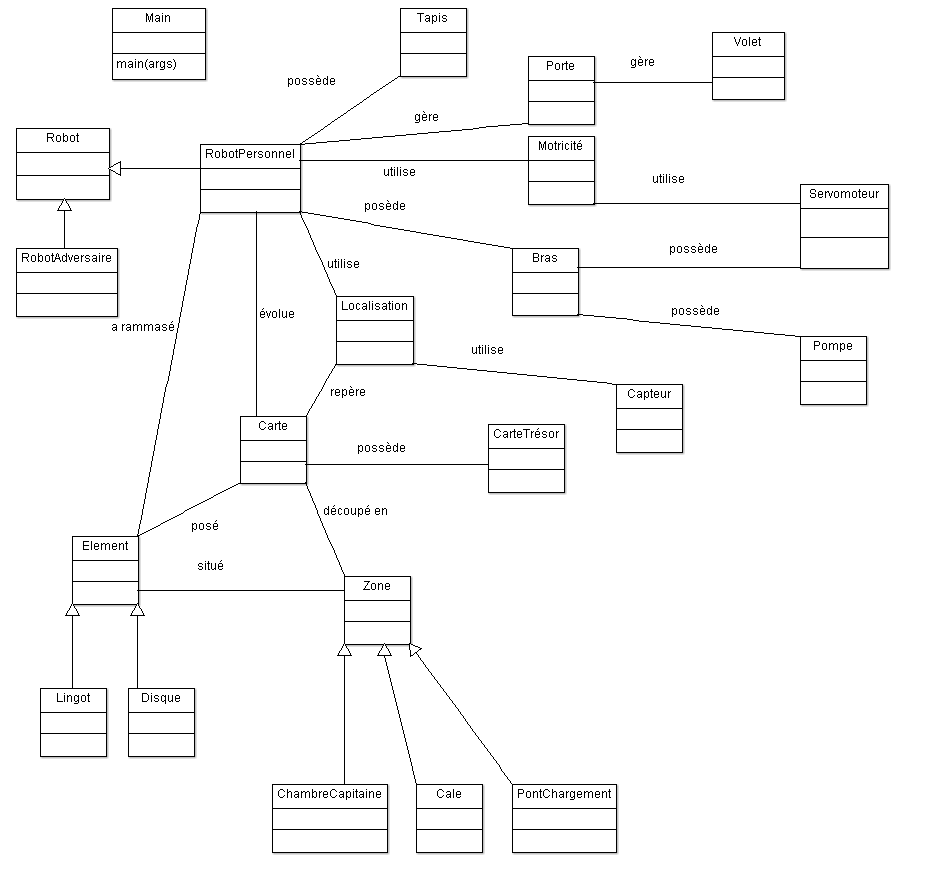 Main
main(args)
Tapis
Volet
Porte
gère
possède
gère
Robot
RobotPersonnel
Motricité
utilise
utilise
Servomoteur
posède
RobotAdversaire
Bras
possède
utilise
Localisation
évolue
possède
a rammasé
Pompe
utilise
repère
Capteur
Carte
CarteTrésor
possède
découpé en
posé
Element
situé
Zone
Lingot
Disque
ChambreCapitaine
Cale
PontChargement